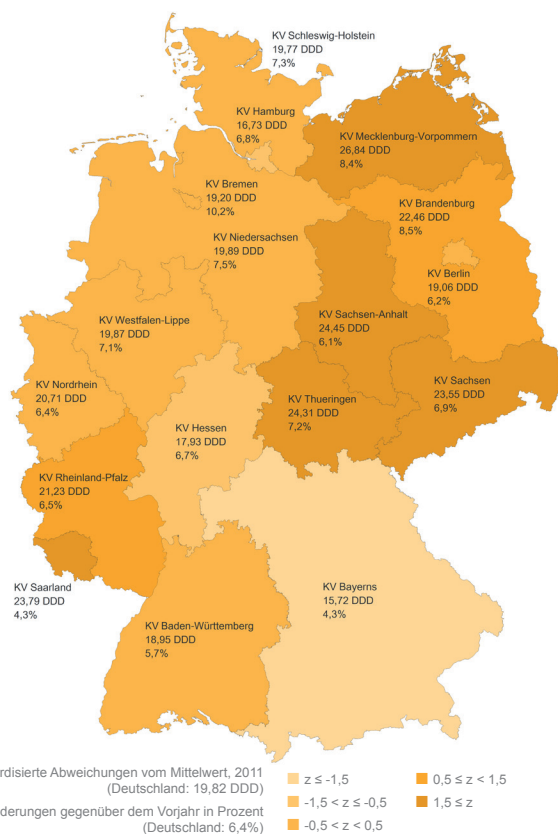 KV Schleswig-Holstein
19,77 DDD
7,3%
KV Hamburg
16,73 DDD
6,8%
KV Mecklenburg-Vorpommern
26,84 DDD
8,4%
KV Bremen
19,20 DDD
10,2%
KV Brandenburg
22,46 DDD
8,5%
KV Niedersachsen
19,89 DDD
7,5%
KV Berlin
19,06 DDD
6,2%
KV Westfalen-Lippe
19,87 DDD
7,1%
KV Sachsen-Anhalt
24,45 DDD
6,1%
KV Nordrhein
20,71 DDD
6,4%
KV Sachsen
23,55 DDD
6,9%
KV Thueringen
24,31 DDD
7,2%
KV Hessen
17,93 DDD
6,7%
KV Rheinland-Pfalz
21,23 DDD
6,5%
KV Saarland
23,79 DDD
4,3%
KV Bayerns
15,72 DDD
4,3%
KV Baden-Württemberg
18,95 DDD
5,7%
rdisierte Abweichungen vom Mittelwert, 2011
(Deutschland: 19,82 DDD)
derungen gegenüber dem Vorjahr in Prozent
(Deutschland: 6,4%)
z ≤ -1,5
-1,5 < z ≤ -0,5
-0,5 < z < 0,5
0,5 ≤ z < 1,5
1,5 ≤ z